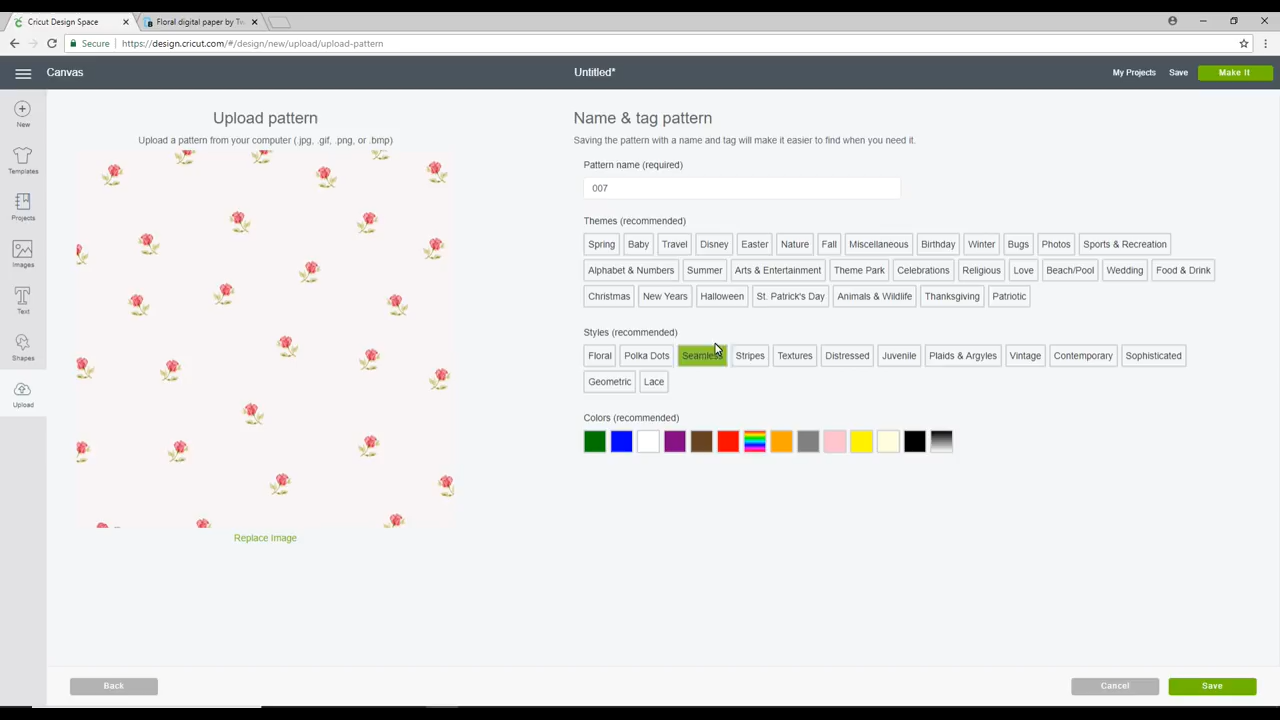 Cricut Design Space
Floral digital paper by Te
Secure https://design.cricut.com/#/design/new/upload/upload-pattern
Canvas
Untitled*
My Projects Save Make It
New
Templates
Projects
Images
Text
Shapes
Upload
Upload pattern
Upload a pattern from your computer (.jpg, .gif, .png, or .bmp)
Replace Image
Name & tag pattern
Saving the pattern with a name and tag will make it easier to find when you need it.
Pattern name (required)
007
Themes (recommended)
Spring Baby Travel Disney Easter Nature Fall Miscellaneous Birthday Winter Bugs Photos Sports & Recreation
Alphabet & Numbers Summer Arts & Entertainment Theme Park Celebrations Religious Love Beach/Pool Wedding Food & Drink
Christmas New Years Halloween St. Patrick's Day Animals & Wildlife Thanksgiving Patriotic
Styles (recommended)
Floral Polka Dots Seamless Stripes Textures Distressed Juvenile Plaids & Argyles Vintage Contemporary Sophisticated
Geometric Lace
Colors (recommended)
Back
Cancel Save